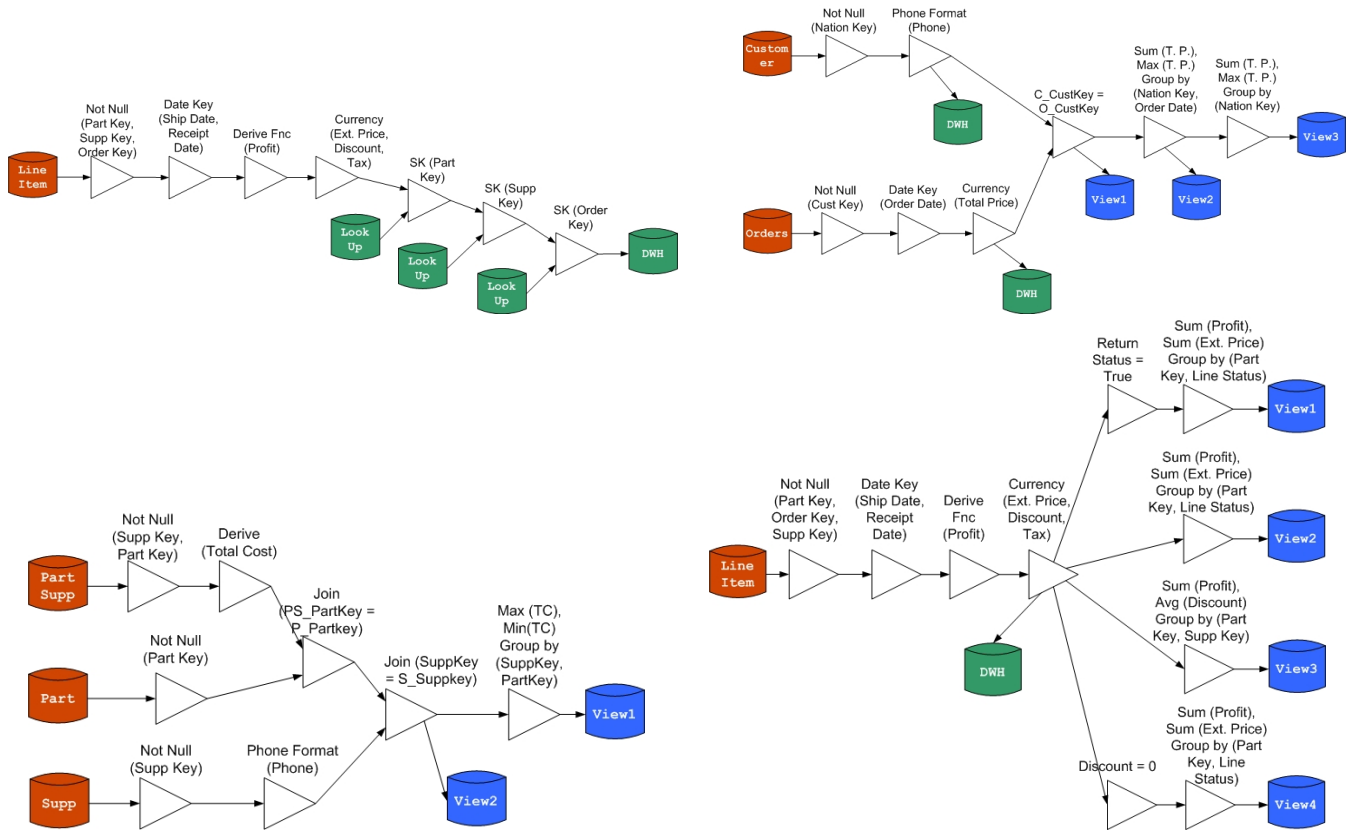 Not Null
(Part Key,
Supp Key,
Order Key)
Date Key
(Ship Date,
Receipt
Date)
Derive Fnc
(Profit)
Currency
(Ext. Price,
Discount,
Tax)
SK (Part
Key)
SK (Supp
Key)
SK (Order
Key)
Line
Item
Look
Up
Look
Up
Look
Up
DWH
Not Null
(Nation Key)
Phone Format
(Phone)
Custom
er
DWH
C_CustKey =
O_CustKey
Sum (T. P.),
Max (T. P.)
Group by
(Nation Key,
Order Date)
Sum (T. P.),
Max (T. P.)
Group by
(Nation Key)
View3
View1
View2
Not Null
(Cust Key)
Date Key
(Order Date)
Currency
(Total Price)
Orders
DWH
Not Null
(Supp Key,
Part Key)
Derive
(Total Cost)
Part
Supp
Join
(PS_PartKey =
P_Partkey)
Not Null
(Part Key)
Part
Join (SuppKey
= S_Suppkey)
Max (TC),
Min(TC)
Group by
(SuppKey,
PartKey)
View1
Not Null
(Supp Key)
Phone Format
(Phone)
Supp
View2
Return
Status =
True
Sum (Profit),
Sum (Ext. Price)
Group by (Part
Key, Line Status)
View1
Not Null
(Part Key,
Order Key,
Supp Key)
Date Key
(Ship Date,
Receipt
Date)
Derive
Fnc
(Profit)
Currency
(Ext. Price,
Discount,
Tax)
Line
Item
DWH
Sum (Profit),
Sum (Ext. Price)
Group by (Part
Key, Line Status)
View2
Sum (Profit),
Avg (Discount)
Group by (Part
Key, Supp Key)
View3
Discount = 0
Sum (Profit),
Sum (Ext. Price)
Group by (Part
Key, Line
Status)
View4